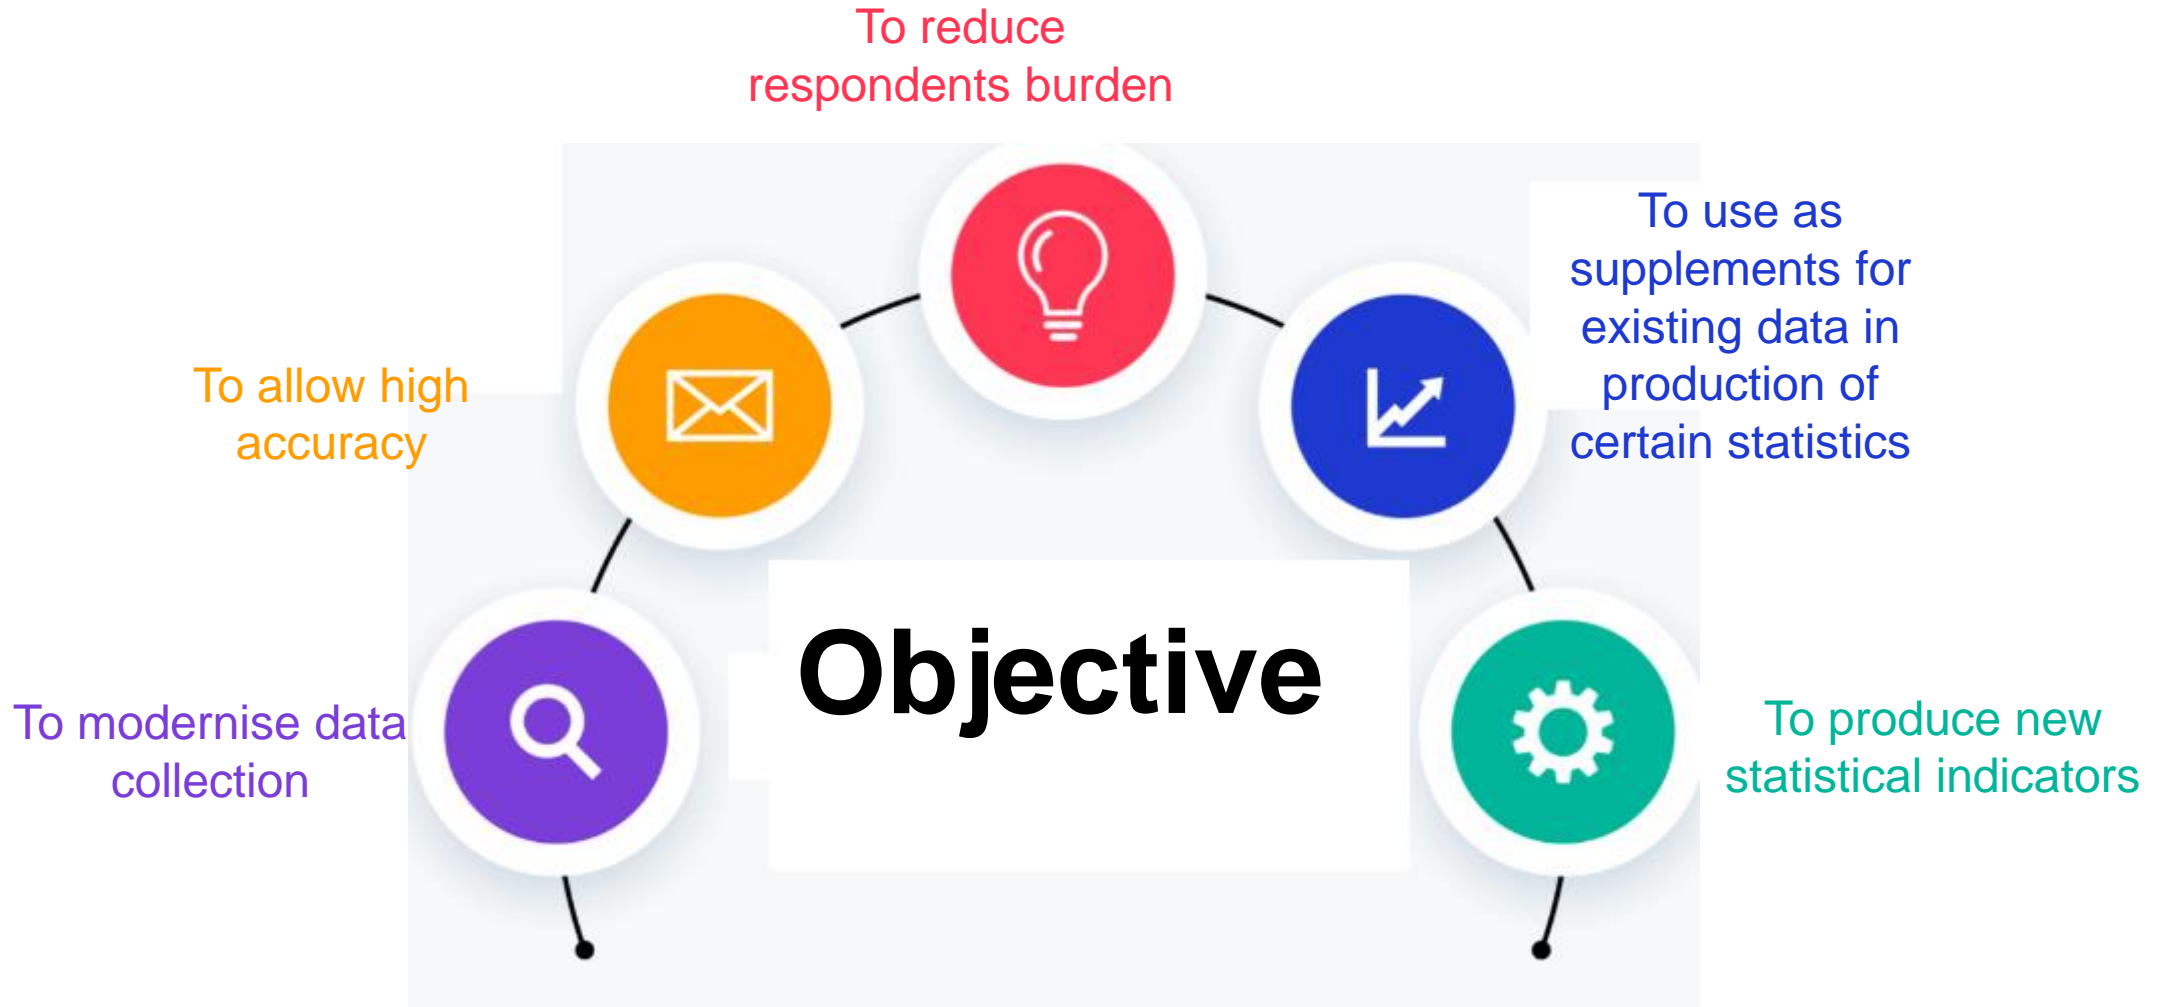 To reduce
respondents burden
To use as
supplements for
existing data in
production of
certain statistics
To allow high
accuracy
Objective
To modernise data
collection
To produce new
statistical indicators